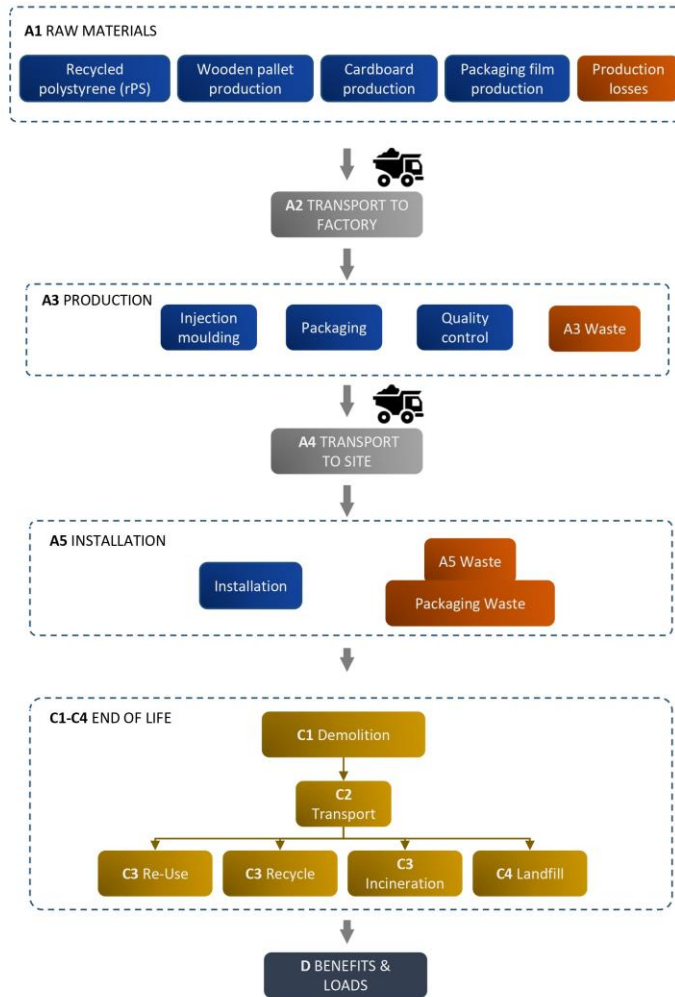 A1 RAW MATERIALS
Recycled
polystyrene (rPS)
Wooden pallet
production
Cardboard
production
Packaging film
production
Production
losses
A2 TRANSPORT TO
FACTORY
A3 PRODUCTION
Injection
moulding
Packaging
Quality
control
A3 Waste
A4 TRANSPORT
TO SITE
A5 INSTALLATION
Installation
A5 Waste
Packaging Waste
C1-C4 END OF LIFE
C1 Demolition
C2
Transport
C3 Re-Use
C3 Recycle
C3
Incineration
C4 Landfill
D BENEFITS &
LOADS